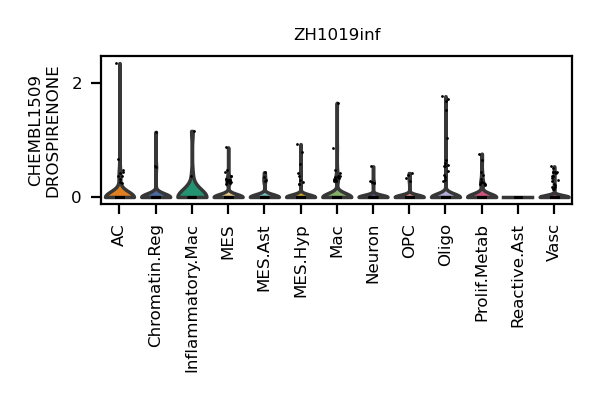 ZH1019inf
CHEMBL1509
DROSPIRENONE
2
0
AC
Chromatin.Reg
Inflammatory.Mac
MES
MES.Ast
MES.Hyp
Mac
Neuron
OPC
Oligo
Prolif.Metab
Reactive.Ast
Vasc